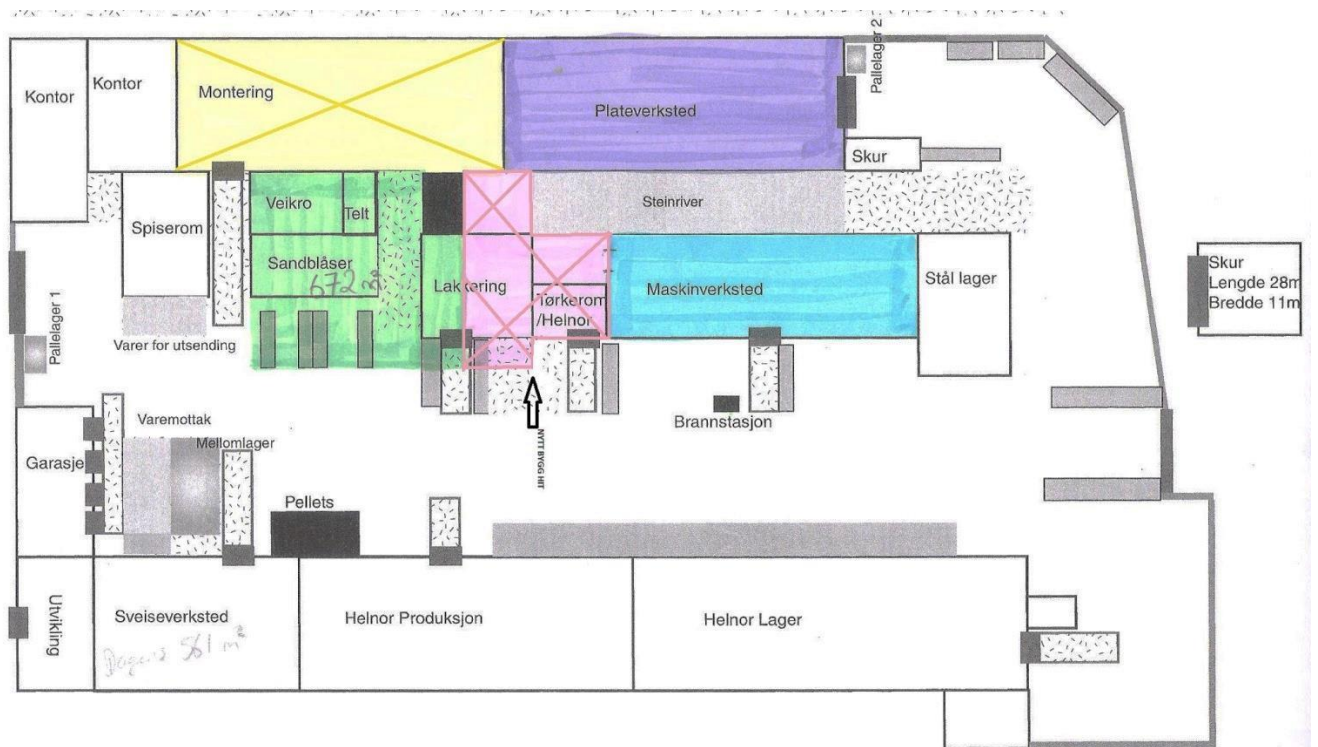 Kontor
Kontor
Montering
Plateverksted
Pallelager 2
Skur
Veikro
Telt
Steinriver
Spiserom
Sandblåser
672 m²
Lakkering
Tørkerom
/Helnor
Maskinverksted
Stål lager
Skur
Lengde 28m
Bredde 11m
Pallelager 1
Varer for utsending
NYTT BYGG HIT
Brannstasjon
Varemottak
Mellomlager
Garasje
Pellets
Utvikling
Sveiseverksted
Dagens 561 m²
Helnor Produksjon
Helnor Lager